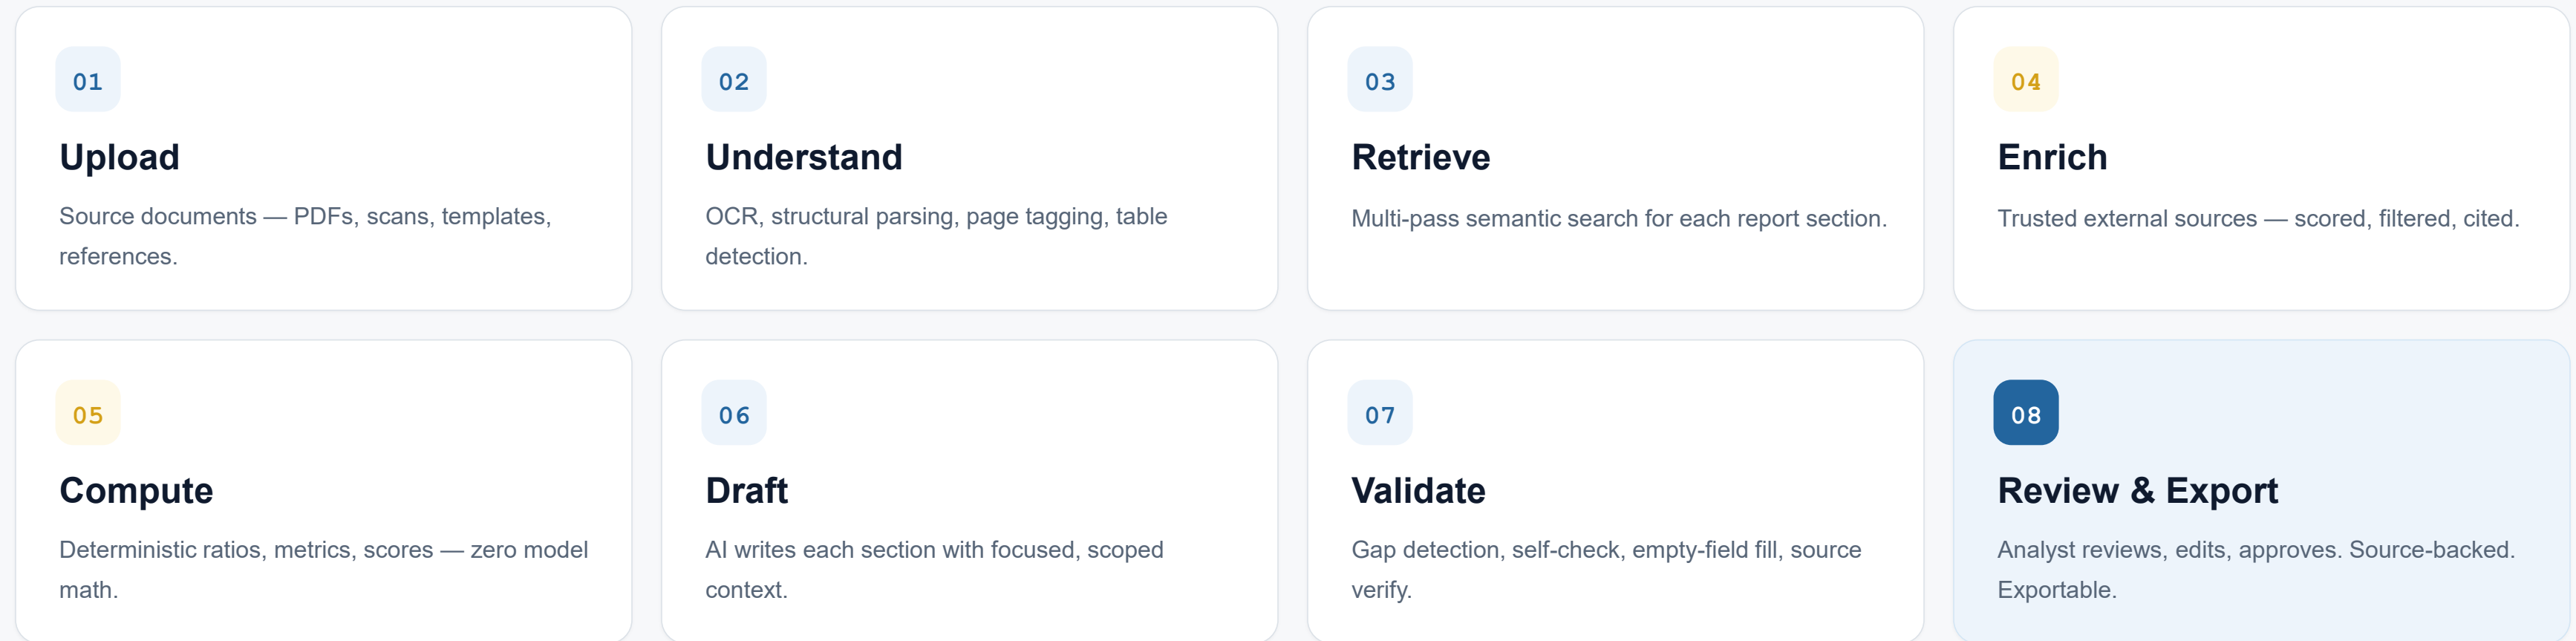 01
Upload
Source documents — PDFs, scans, templates,
references.
02
Understand
OCR, structural parsing, page tagging, table
detection.
03
Retrieve
Multi-pass semantic search for each report section.
04
Enrich
Trusted external sources — scored, filtered, cited.
05
Compute
Deterministic ratios, metrics, scores — zero model
math.
06
Draft
AI writes each section with focused, scoped
context.
07
Validate
Gap detection, self-check, empty-field fill, source
verify.
08
Review & Export
Analyst reviews, edits, approves. Source-backed.
Exportable.